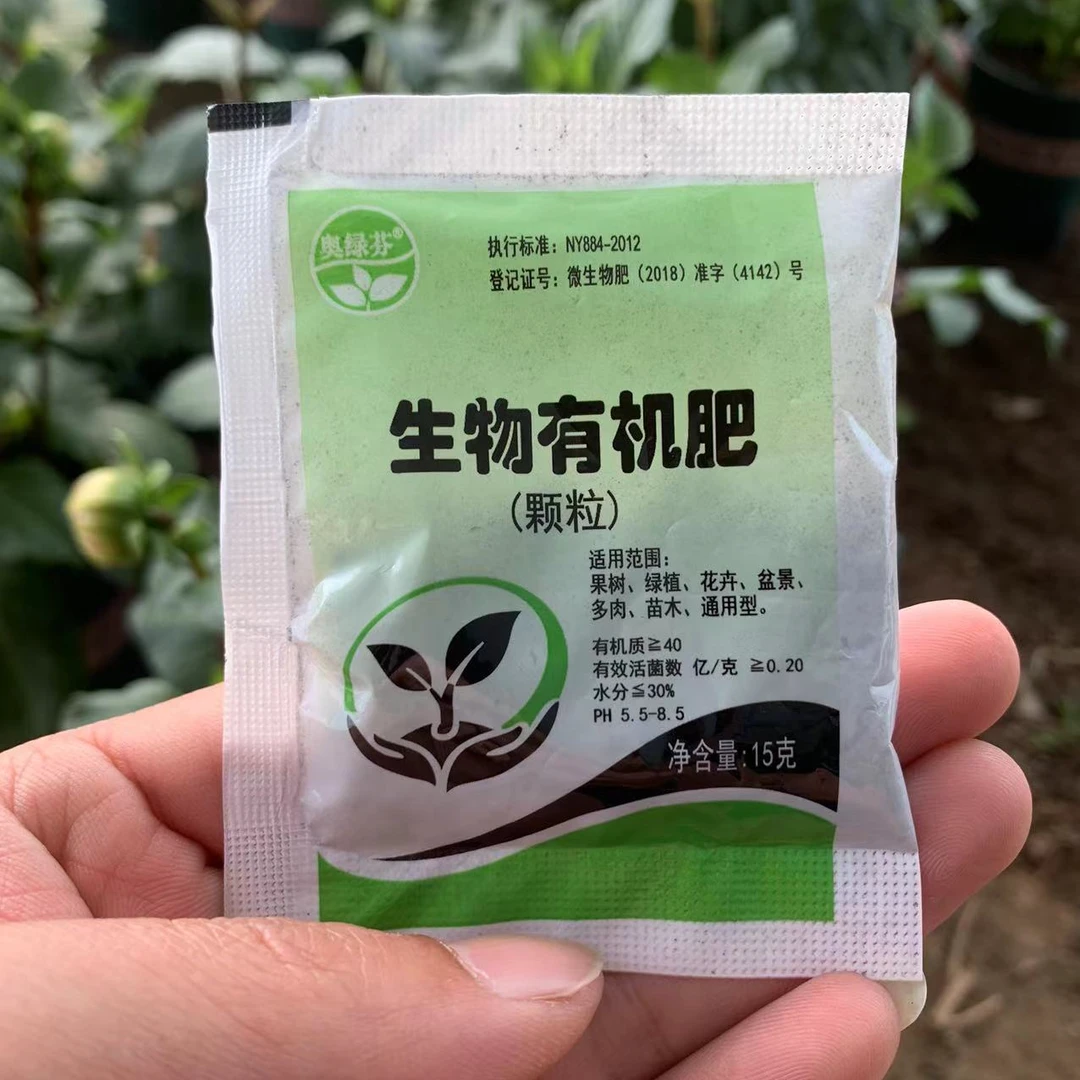 奥绿芬®
执行标准：NY884-2012
登记证号：微生物肥（2018）准字（4142）号
生物有机肥
（颗粒）
适用范围：
果树、绿植、花卉、盆景、
多肉、苗木、通用型。
有机质≧40
有效活菌数 亿/克 ≧0.20
水分≦30%
PH 5.5-8.5
净含量:15克